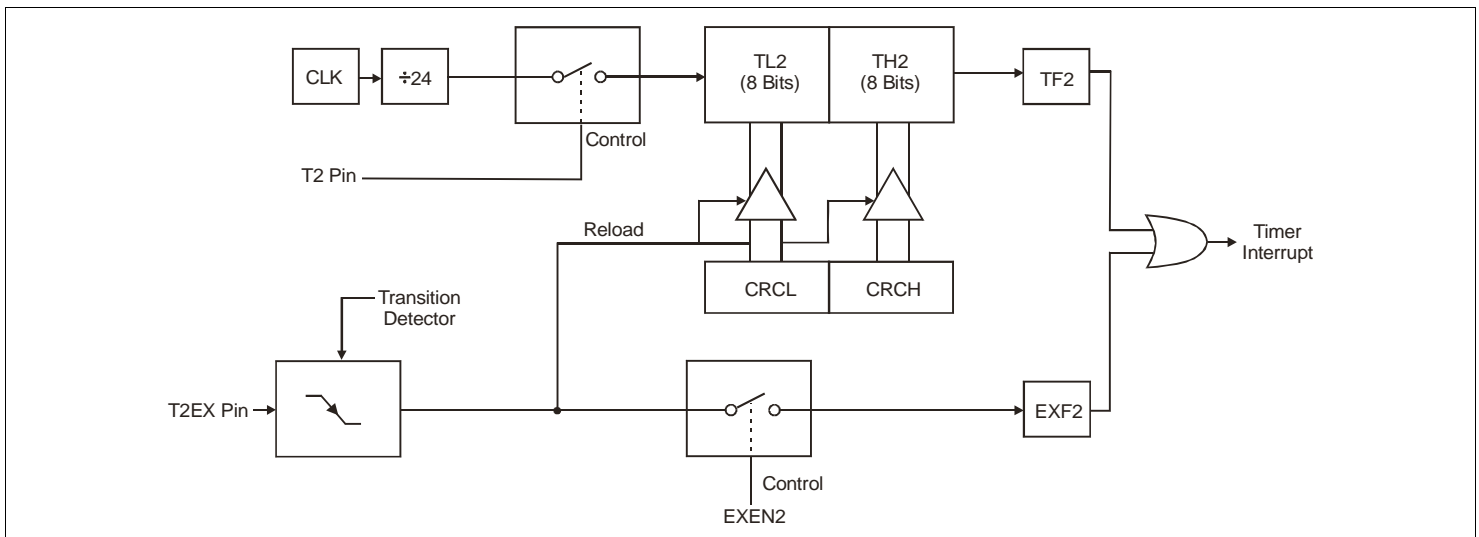 CLK
÷24
TL2
(8 Bits)
TH2
(8 Bits)
TF2
Control
T2 Pin
Reload
Timer
Interrupt
CRCL
CRCH
Transition
Detector
T2EX Pin
EXF2
Control
EXEN2